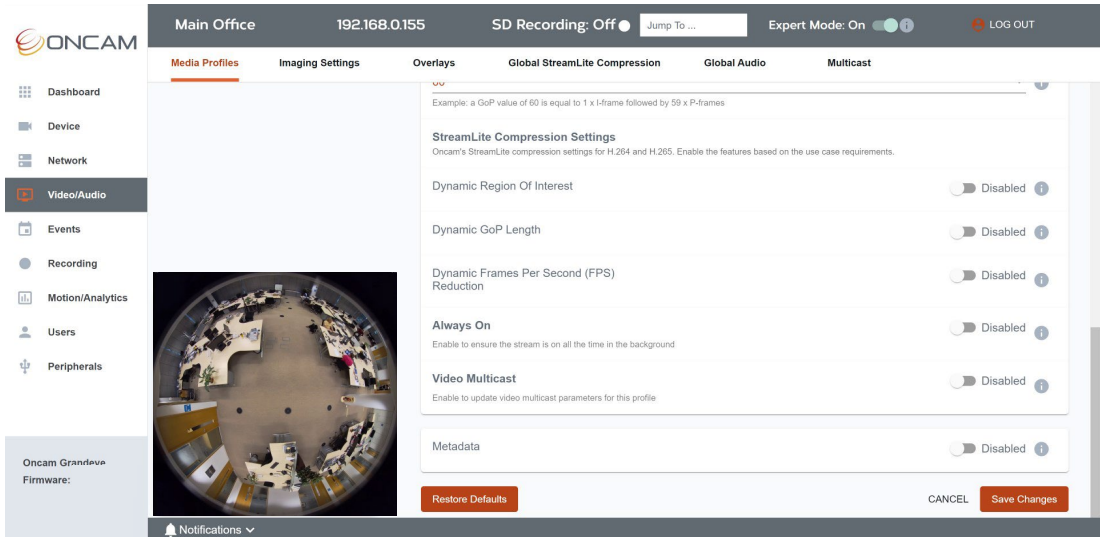 ONCAM
Main Office
192.168.0.155
SD Recording: Off
Jump To ...
Expert Mode: On
LOG OUT
Media Profiles
Imaging Settings
Overlays
Global StreamLite Compression
Global Audio
Multicast
Dashboard
Device
Network
Video/Audio
Events
Recording
Motion/Analytics
Users
Peripherals
Oncam Grandeye
Firmware:
60
Example: a GoP value of 60 is equal to 1 x I-frame followed by 59 x P-frames
StreamLite Compression Settings
Oncam's StreamLite compression settings for H.264 and H.265. Enable the features based on the use case requirements.
Dynamic Region Of Interest
Disabled
Dynamic GoP Length
Disabled
Dynamic Frames Per Second (FPS)
Reduction
Disabled
Always On
Enable to ensure the stream is on all the time in the background
Disabled
Video Multicast
Enable to update video multicast parameters for this profile
Disabled
Metadata
Disabled
Restore Defaults
CANCEL
Save Changes
Notifications